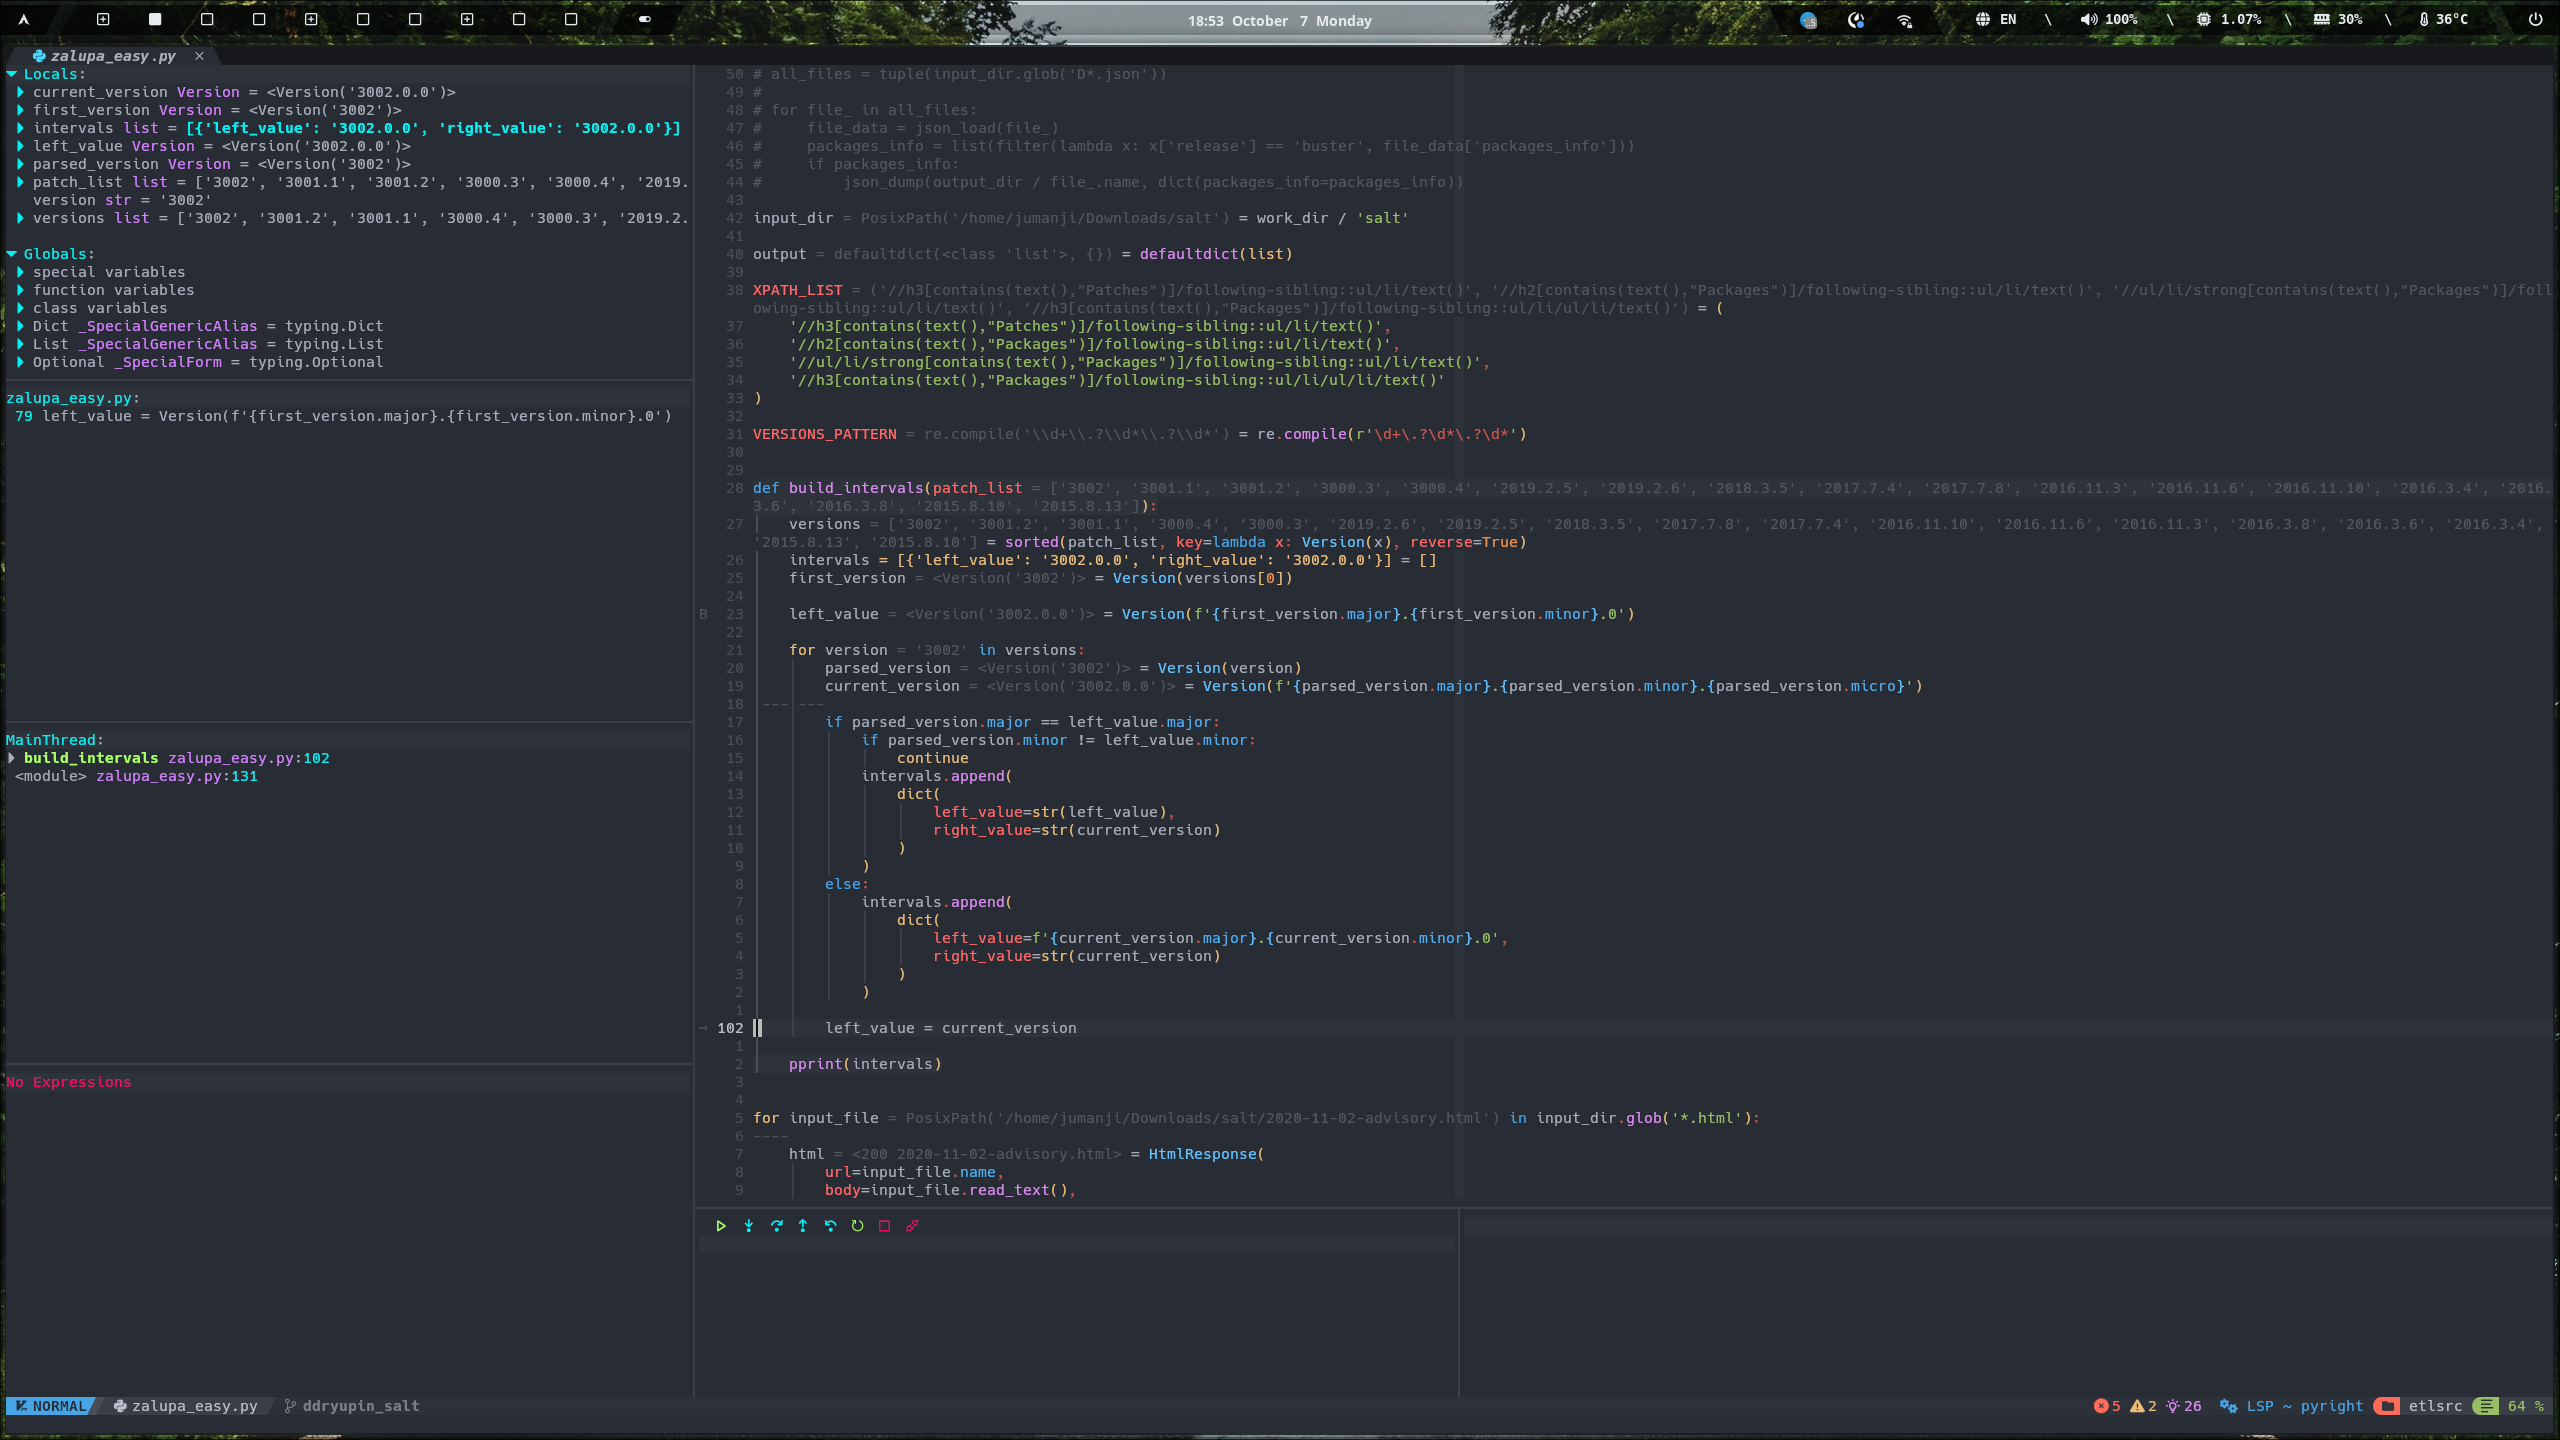 18:53 October 7 Monday
EN \ 100% \ 1.07% \ 30% \ 36°C
zalupa_easy.py
Locals:
current_version Version = <Version('3002.0.0')>
first_version Version = <Version('3002')>
intervals list = [{'left_value': '3002.0.0', 'right_value': '3002.0.0'}]
left_value Version = <Version('3002.0.0')>
parsed_version Version = <Version('3002')>
patch_list list = ['3002', '3001.1', '3001.2', '3000.3', '3000.4', '2019.
version str = '3002'
versions list = ['3002', '3001.2', '3001.1', '3000.4', '3000.3', '2019.2.
Globals:
special variables
function variables
class variables
Dict _SpecialGenericAlias = typing.Dict
List _SpecialGenericAlias = typing.List
Optional _SpecialForm = typing.Optional
zalupa_easy.py:
79 left_value = Version(f'{first_version.major}.{first_version.minor}.0')
MainThread:
build_intervals zalupa_easy.py:102
<module> zalupa_easy.py:131
No Expressions
50 # all_files = tuple(input_dir.glob('D*.json'))
49 #
48 # for file_ in all_files:
47 #     file_data = json_load(file_)
46 #     packages_info = list(filter(lambda x: x['release'] == 'buster', file_data['packages_info']))
45 #     if packages_info:
44 #         json_dump(output_dir / file_.name, dict(packages_info=packages_info))
43
42 input_dir = PosixPath('/home/jumanji/Downloads/salt') = work_dir / 'salt'
41
40 output = defaultdict(<class 'list'>, {}) = defaultdict(list)
39
38 XPATH_LIST = ('//h3[contains(text(),"Patches")]/following-sibling::ul/li/text()', '//h2[contains(text(),"Packages")]/following-sibling::ul/li/text()', '//ul/li/strong[contains(text(),"Packages")]/foll
owing-sibling::ul/li/text()', '//h3[contains(text(),"Packages")]/following-sibling::ul/li/ul/li/text()') = (
37     '//h3[contains(text(),"Patches")]/following-sibling::ul/li/text()',
36     '//h2[contains(text(),"Packages")]/following-sibling::ul/li/text()',
35     '//ul/li/strong[contains(text(),"Packages")]/following-sibling::ul/li/text()',
34     '//h3[contains(text(),"Packages")]/following-sibling::ul/li/ul/li/text()'
33 )
32
31 VERSIONS_PATTERN = re.compile('\\d+\\.?\\d*\\.?\\d*') = re.compile(r'\d+\.?\d*\.?\d*')
30
29
28 def build_intervals(patch_list = ['3002', '3001.1', '3001.2', '3000.3', '3000.4', '2019.2.5', '2019.2.6', '2018.3.5', '2017.7.4', '2017.7.8', '2016.11.3', '2016.11.6', '2016.11.10', '2016.3.4', '2016.
3.6', '2016.3.8', '2015.8.10', '2015.8.13']):
27     versions = ['3002', '3001.2', '3001.1', '3000.4', '3000.3', '2019.2.6', '2019.2.5', '2018.3.5', '2017.7.8', '2017.7.4', '2016.11.10', '2016.11.6', '2016.11.3', '2016.3.8', '2016.3.6', '2016.3.4',
'2015.8.13', '2015.8.10'] = sorted(patch_list, key=lambda x: Version(x), reverse=True)
26     intervals = [{'left_value': '3002.0.0', 'right_value': '3002.0.0'}] = []
25     first_version = <Version('3002')> = Version(versions[0])
24
B 23     left_value = <Version('3002.0.0')> = Version(f'{first_version.major}.{first_version.minor}.0')
22
21     for version = '3002' in versions:
20         parsed_version = <Version('3002')> = Version(version)
19         current_version = <Version('3002.0.0')> = Version(f'{parsed_version.major}.{parsed_version.minor}.{parsed_version.micro}')
18 --- ---
17         if parsed_version.major == left_value.major:
16             if parsed_version.minor != left_value.minor:
15                 continue
14             intervals.append(
13                 dict(
12                     left_value=str(left_value),
11                     right_value=str(current_version)
10                 )
9             )
8         else:
7             intervals.append(
6                 dict(
5                     left_value=f'{current_version.major}.{current_version.minor}.0',
4                     right_value=str(current_version)
3                 )
2             )
1
→ 102         left_value = current_version
1
2     pprint(intervals)
3
4
5 for input_file = PosixPath('/home/jumanji/Downloads/salt/2020-11-02-advisory.html') in input_dir.glob('*.html'):
6 ----
7     html = <200 2020-11-02-advisory.html> = HtmlResponse(
8         url=input_file.name,
9         body=input_file.read_text(),
NORMAL zalupa_easy.py ddryupin_salt
5 2 26 LSP ~ pyright etlsrc 64 %